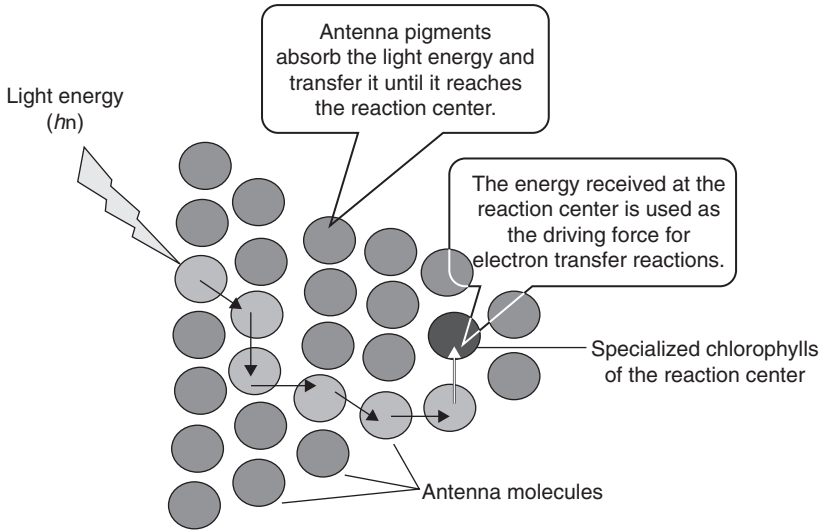 Antenna pigments
absorb the light energy and
transfer it until it reaches
the reaction center.
Light energy
(hn)
The energy received at the
reaction center is used as
the driving force for
electron transfer reactions.
Specialized chlorophylls
of the reaction center
Antenna molecules